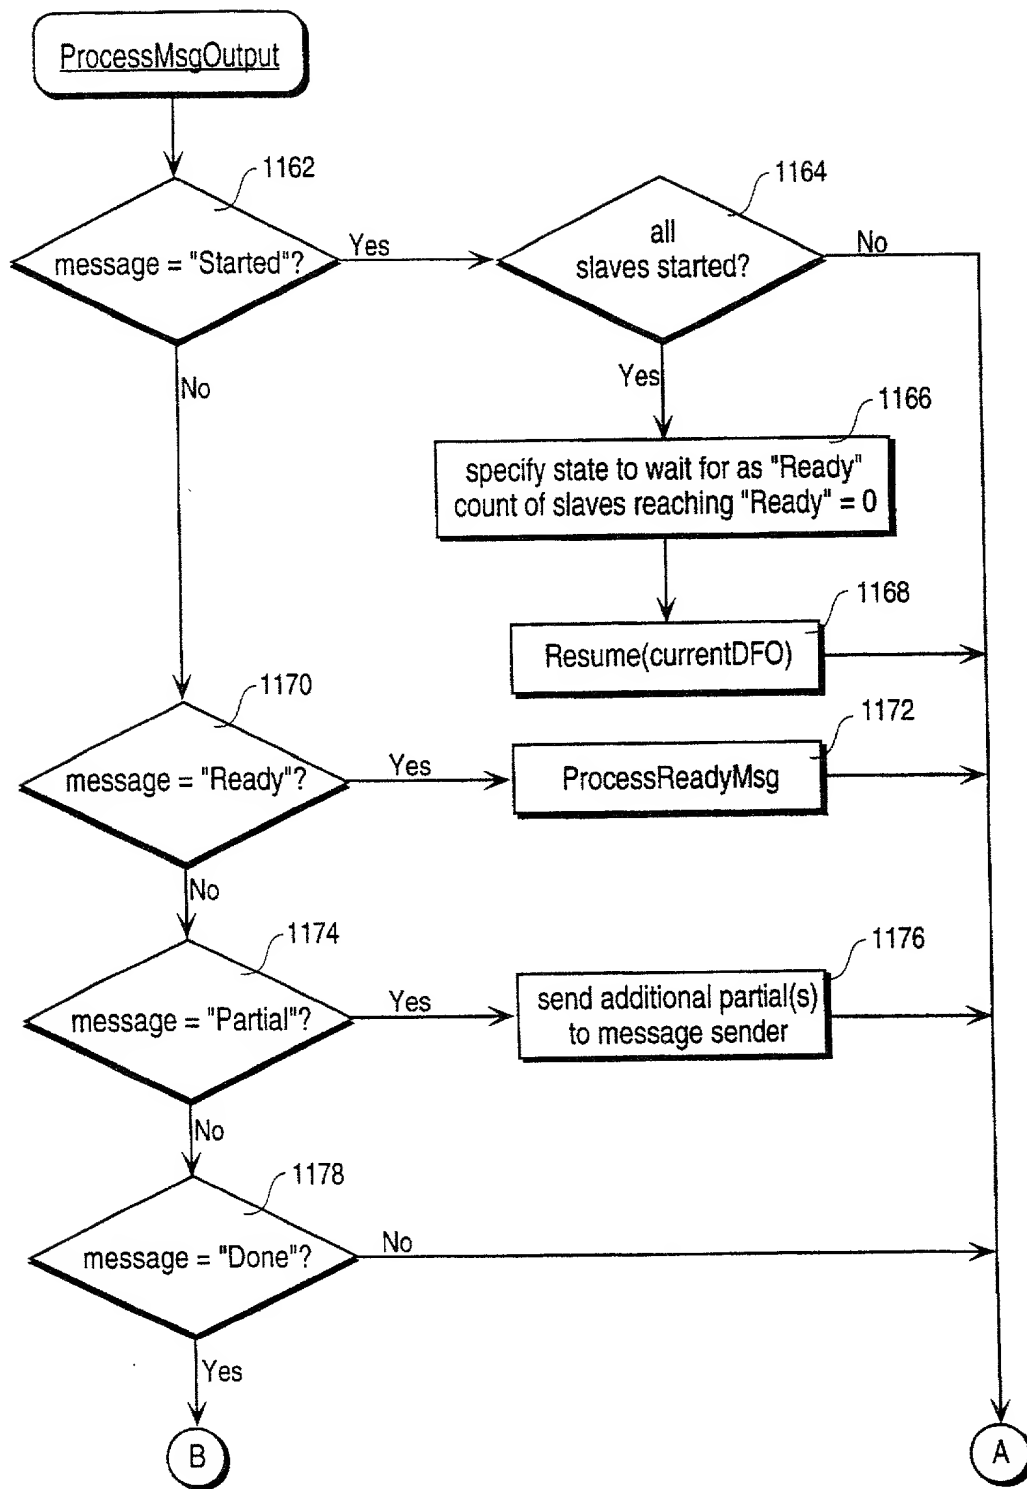 ProcessMsgOutput
1162
message = "Started"?
Yes
1164
all
slaves started?
No
No
Yes
1166
specify state to wait for as "Ready"
count of slaves reaching "Ready" = 0
1168
Resume(currentDFO)
1170
message = "Ready"?
Yes
1172
ProcessReadyMsg
No
1174
message = "Partial"?
Yes
1176
send additional partial(s)
to message sender
No
1178
message = "Done"?
No
Yes
B
A